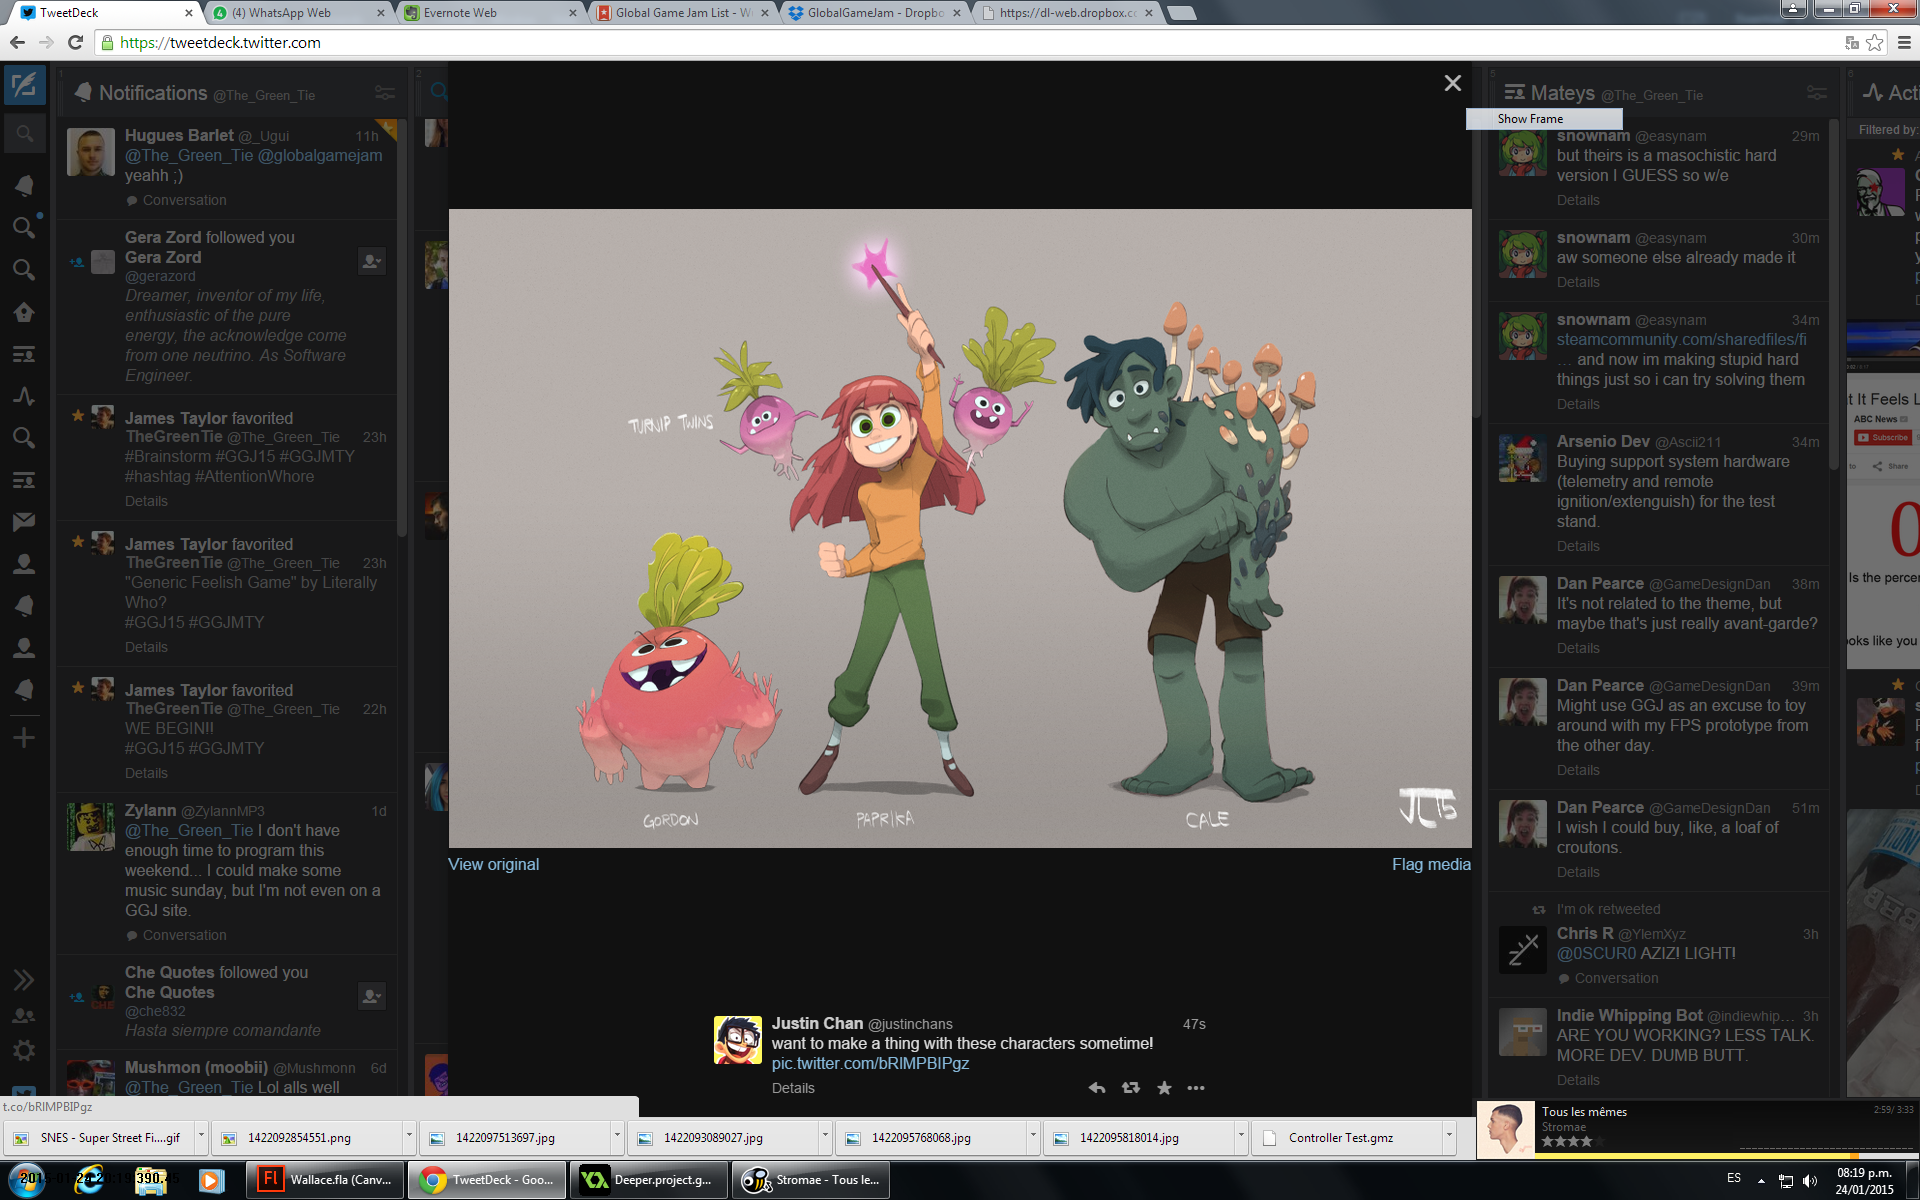 TweetDeck
(4) WhatsApp Web
Evernote Web
Global Game Jam List - W
GlobalGameJam - Dropbo
https://dl-web.dropbox.c
https://tweetdeck.twitter.com
1
Notifications @The_Green_Tie
2
Hugues Barlet @_Ugui 11h
@The_Green_Tie @globalgamejam
yeahh ;)
Conversation
Gera Zord followed you
Gera Zord
@gerazord
Dreamer, inventor of my life,
enthusiastic of the pure
energy, the acknowledge come
from one neutrino. As Software
Engineer.
James Taylor favorited
TheGreenTie @The_Green_Tie 23h
#Brainstorm #GGJ15 #GGJMTY
#hashtag #AttentionWhore
Details
James Taylor favorited
TheGreenTie @The_Green_Tie 23h
"Generic Feelish Game" by Literally
Who?
#GGJ15 #GGJMTY
Details
James Taylor favorited
TheGreenTie @The_Green_Tie 22h
WE BEGIN!!
#GGJ15 #GGJMTY
Details
Zylann @ZylannMP3 1d
@The_Green_Tie I don't have
enough time to program this
weekend... I could make some
music sunday, but I'm not even on a
GGJ site.
Conversation
Che Quotes followed you
Che Quotes
@che832
Hasta siempre comandante
Mushmon (moobii) @Mushmonn 6d
@The_Green_Tie Lol alls well
t.co/bRlMPBIPgz
TURNIP TWINS
GORDON
PAPRIKA
CALE
JC15
View original
Flag media
Justin Chan @justinchans 47s
want to make a thing with these characters sometime!
pic.twitter.com/bRlMPBIPgz
Details
5
Mateys @The_Green_Tie
Show Frame
snownam @easynam 29m
but theirs is a masochistic hard
version I GUESS so w/e
Details
snownam @easynam 30m
aw someone else already made it
Details
snownam @easynam 34m
steamcommunity.com/sharedfiles/fi
… and now im making stupid hard
things just so i can try solving them
Details
Arsenio Dev @Ascii211 34m
Buying support system hardware
(telemetry and remote
ignition/extenguish) for the test
stand.
Details
Dan Pearce @GameDesignDan 38m
It's not related to the theme, but
maybe that's just really avant-garde?
Details
Dan Pearce @GameDesignDan 39m
Might use GGJ as an excuse to toy
around with my FPS prototype from
the other day.
Details
Dan Pearce @GameDesignDan 51m
I wish I could buy, like, a loaf of
croutons.
Details
I'm ok retweeted
Chris R @YlemXyz 3h
@0SCUR0 AZIZ! LIGHT!
Conversation
Indie Whipping Bot @indiewhip... 3h
ARE YOU WORKING? LESS TALK.
MORE DEV. DUMB BUTT.
Details
6
Acti
Filtered by:
t It Feels L
ABC News
Subscribe
to
Share
0
Is the percer
ooks like you
Tous les mêmes
2:59/ 3:33
Stromae
SNES - Super Street Fi....gif
1422092854551.png
1422097513697.jpg
1422093089027.jpg
1422095768068.jpg
1422095818014.jpg
Controller Test.gmz
Wallace.fla (Canv...
TweetDeck - Goo...
Deeper.project.g...
Stromae - Tous le...
ES
08:19 p.m.
24/01/2015